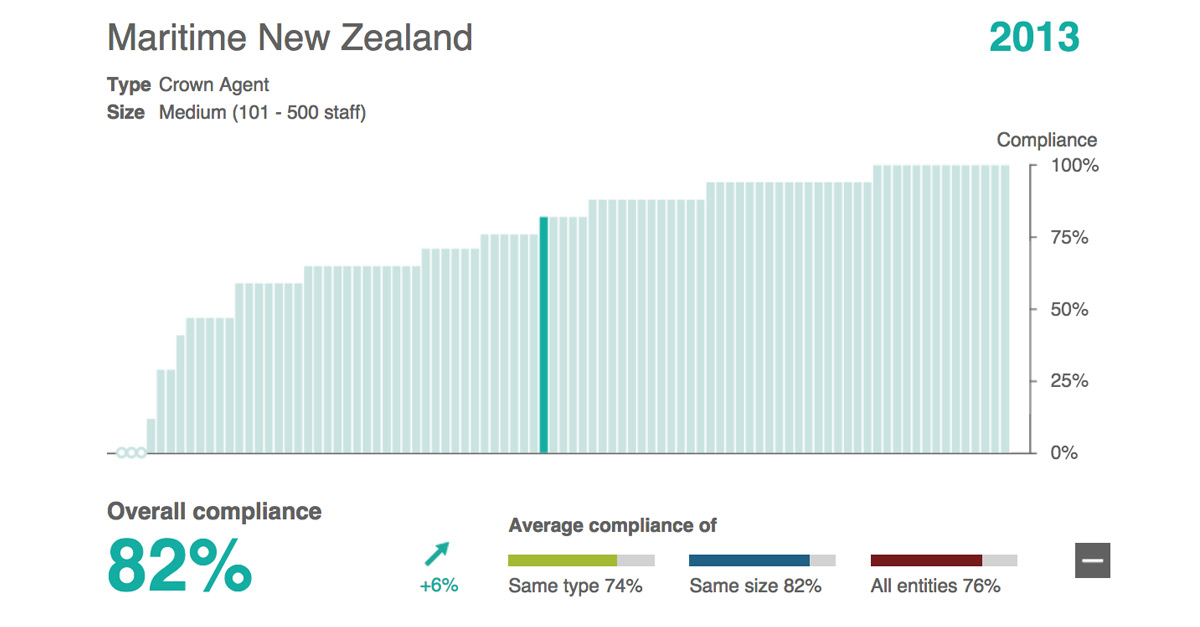 Maritime New Zealand
2013
Type Crown Agent
Size Medium (101 - 500 staff)
Compliance
100%
75%
50%
25%
0%
Overall compliance
82%
+6%
Average compliance of
Same type 74%
Same size 82%
All entities 76%